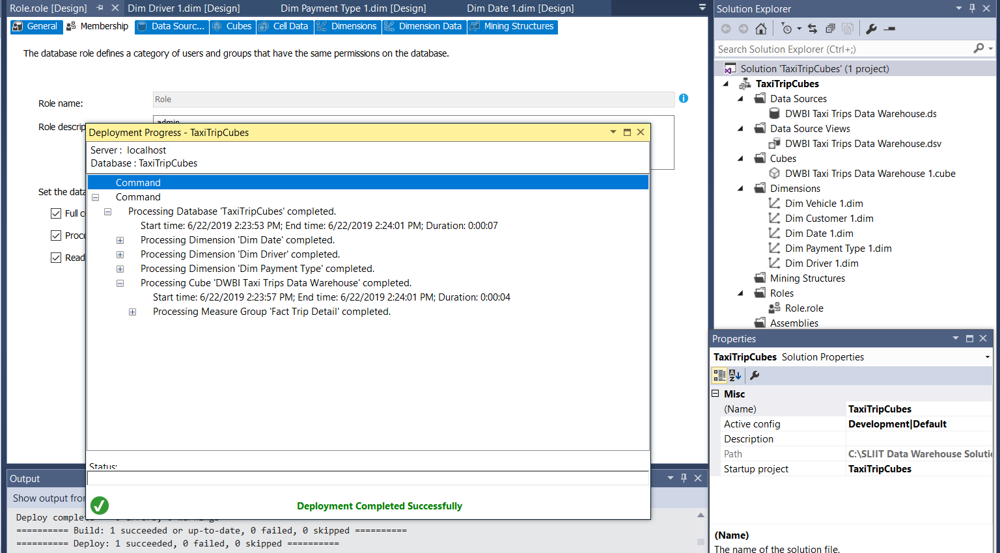 Role.role [Design]
Dim Driver 1.dim [Design]
Dim Payment Type 1.dim [Design]
Dim Date 1.dim [Design]
General
Membership
Data Sourc...
Cubes
Cell Data
Dimensions
Dimension Data
Mining Structures
The database role defines a category of users and groups that have the same permissions on the database.
Role name:
Role
Role descrip
admin
Set the data
Full c
Proce
Read
Deployment Progress - TaxiTripCubes
Server : localhost
Database : TaxiTripCubes
Command
Command
Processing Database 'TaxiTripCubes' completed.
Start time: 6/22/2019 2:23:53 PM; End time: 6/22/2019 2:24:01 PM; Duration: 0:00:07
Processing Dimension 'Dim Date' completed.
Processing Dimension 'Dim Driver' completed.
Processing Dimension 'Dim Payment Type' completed.
Processing Cube 'DWBI Taxi Trips Data Warehouse' completed.
Start time: 6/22/2019 2:23:57 PM; End time: 6/22/2019 2:24:01 PM; Duration: 0:00:04
Processing Measure Group 'Fact Trip Detail' completed.
Status:
Deployment Completed Successfully
Output
Show output from
Deploy complete
========== Build: 1 succeeded or up-to-date, 0 failed, 0 skipped ==========
========== Deploy: 1 succeeded, 0 failed, 0 skipped ==========
Solution Explorer
Search Solution Explorer (Ctrl+;)
Solution 'TaxiTripCubes' (1 project)
TaxiTripCubes
Data Sources
DWBI Taxi Trips Data Warehouse.ds
Data Source Views
DWBI Taxi Trips Data Warehouse.dsv
Cubes
DWBI Taxi Trips Data Warehouse 1.cube
Dimensions
Dim Vehicle 1.dim
Dim Customer 1.dim
Dim Date 1.dim
Dim Payment Type 1.dim
Dim Driver 1.dim
Mining Structures
Roles
Role.role
Assemblies
Properties
TaxiTripCubes Solution Properties
Misc
(Name) TaxiTripCubes
Active config Development|Default
Description
Path C:\SLIIT Data Warehouse Soluti
Startup project TaxiTripCubes
(Name)
The name of the solution file.